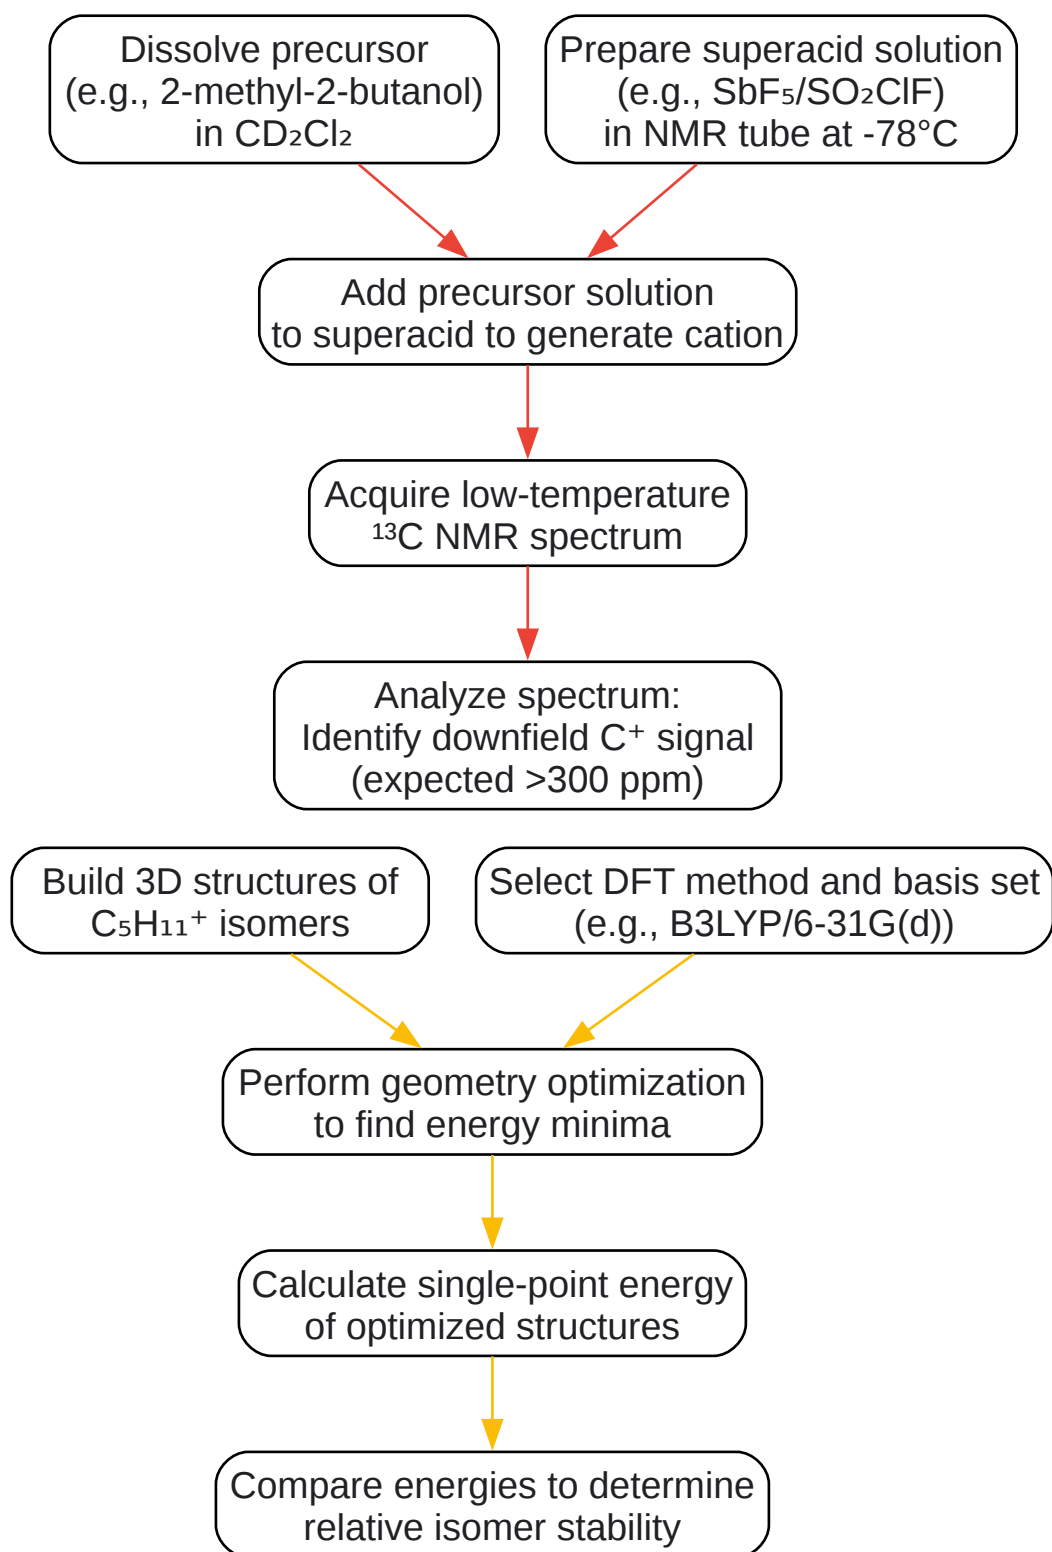 Dissolve precursor
(e.g., 2-methyl-2-butanol)
in CD₂Cl₂
Prepare superacid solution
(e.g., SbF₅/SO₂ClF)
in NMR tube at -78°C
Add precursor solution
to superacid to generate cation
Acquire low-temperature
¹³C NMR spectrum
Analyze spectrum:
Identify downfield C⁺ signal
(expected >300 ppm)
Build 3D structures of
C₅H₁₁⁺ isomers
Select DFT method and basis set
(e.g., B3LYP/6-31G(d))
Perform geometry optimization
to find energy minima
Calculate single-point energy
of optimized structures
Compare energies to determine
relative isomer stability